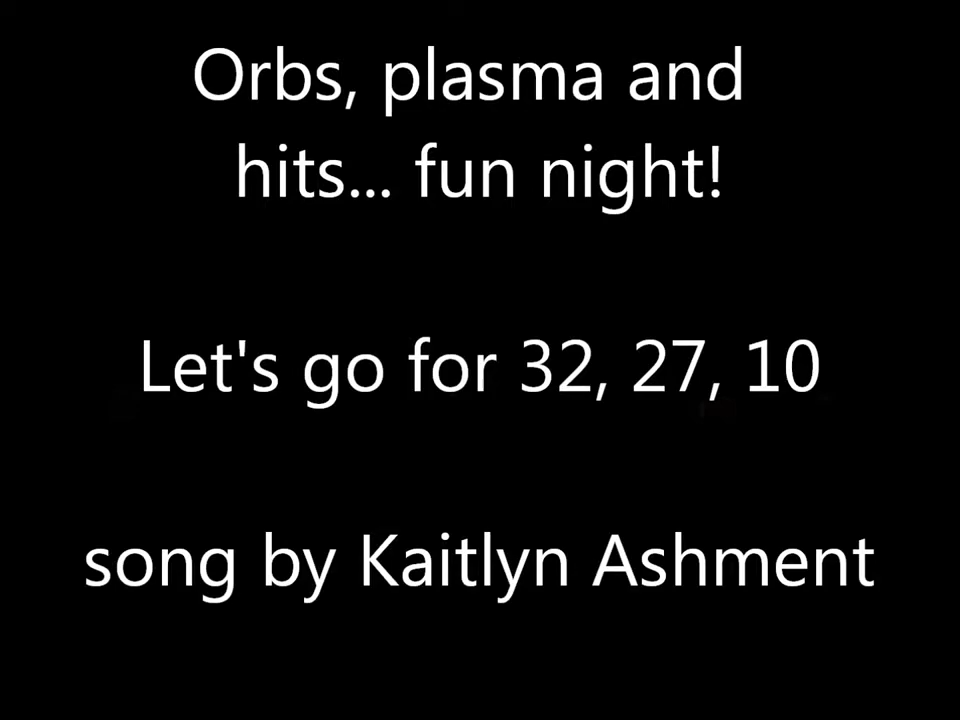 Orbs, plasma and
hits... fun night!
Let's go for 32, 27, 10
song by Kaitlyn Ashment